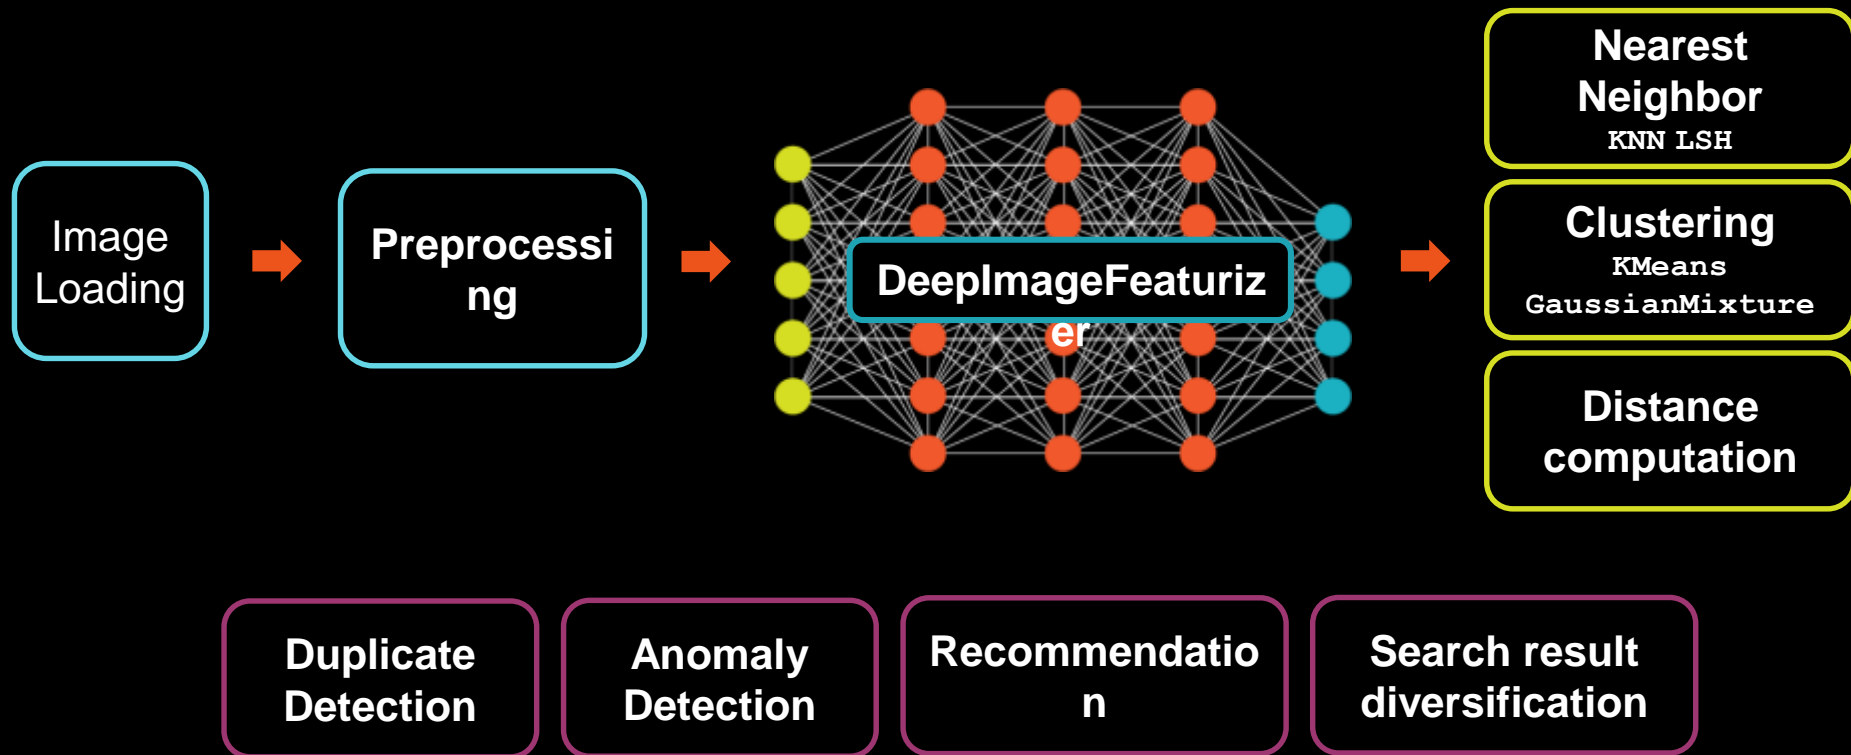 Image
Loading
Preprocessi
ng
DeepImageFeaturiz
er
Nearest
Neighbor
KNN LSH
Clustering
KMeans
GaussianMixture
Distance
computation
Duplicate
Detection
Anomaly
Detection
Recommendatio
n
Search result
diversification